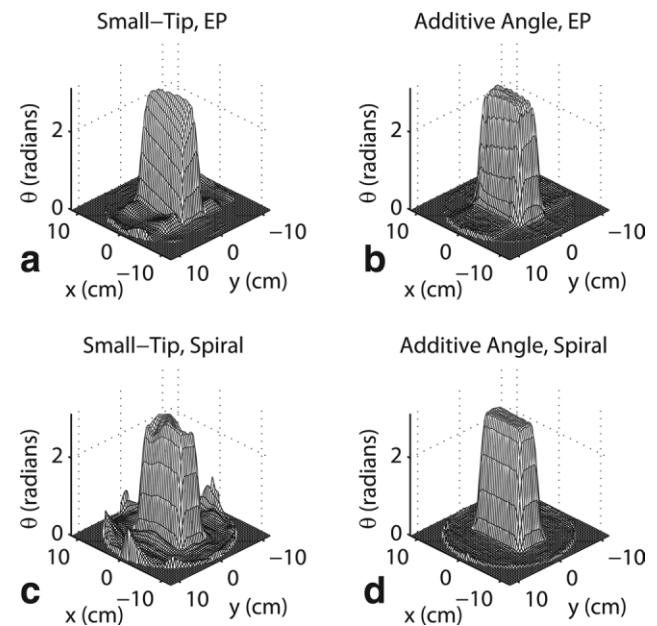 Small−Tip, EP
θ (radians)
2
0
10
0
−10
x (cm)
10
0
−10
y (cm)
a
Additive Angle, EP
θ (radians)
2
0
10
0
−10
x (cm)
10
0
−10
y (cm)
b
Small−Tip, Spiral
θ (radians)
2
0
10
0
−10
x (cm)
10
0
−10
y (cm)
c
Additive Angle, Spiral
θ (radians)
2
0
10
0
−10
x (cm)
10
0
−10
y (cm)
d